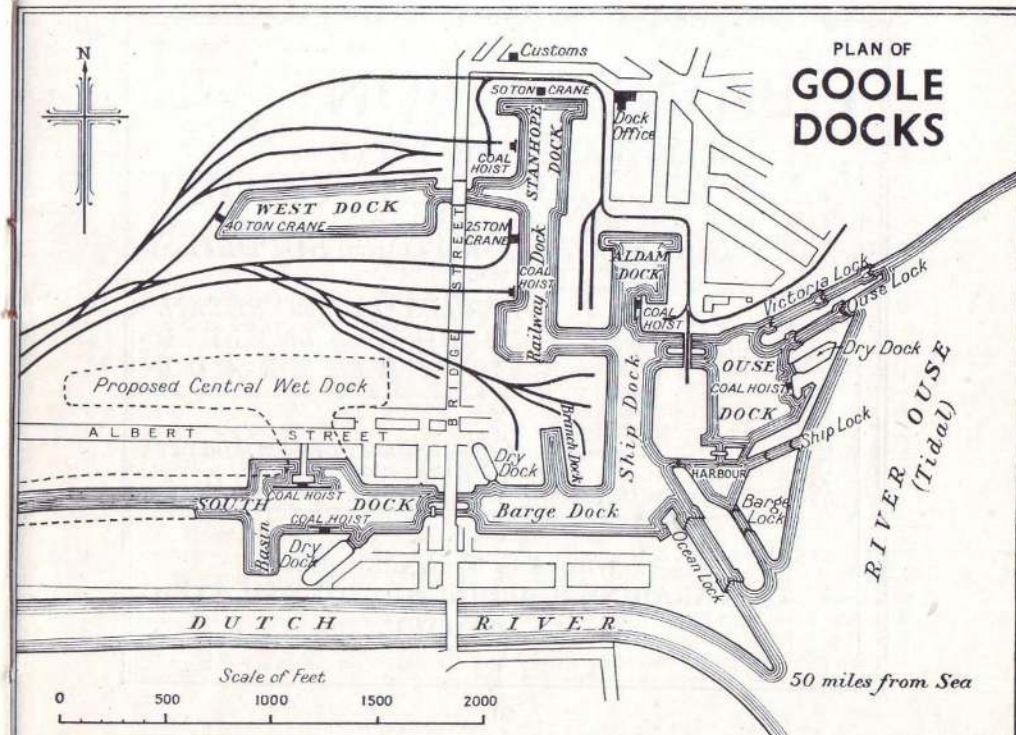 PLAN OF
GOOLE
DOCKS
N
Customs
50 TON CRANE
Dock
Office
COAL
HOIST
STANHOPE
DOCK
WEST DOCK
40 TON CRANE
25 TON
CRANE
BRIDGE STREET
Railway Dock
COAL
HOIST
ALDAM
DOCK
COAL
HOIST
Victoria Lock
Ouse Lock
Dry Dock
OUSE
COAL HOIST
DOCK
Ship Lock
HARBOUR
Barge
Lock
RIVER OUSE
(Tidal)
Ship Dock
Proposed Central Wet Dock
ALBERT STREET
Branch Dock
Dry
Dock
SOUTH DOCK
COAL HOIST
COAL HOIST
Basin
Dry
Dock
Barge Dock
Ocean Lock
DUTCH RIVER
50 miles from Sea
Scale of Feet
0 500 1000 1500 2000